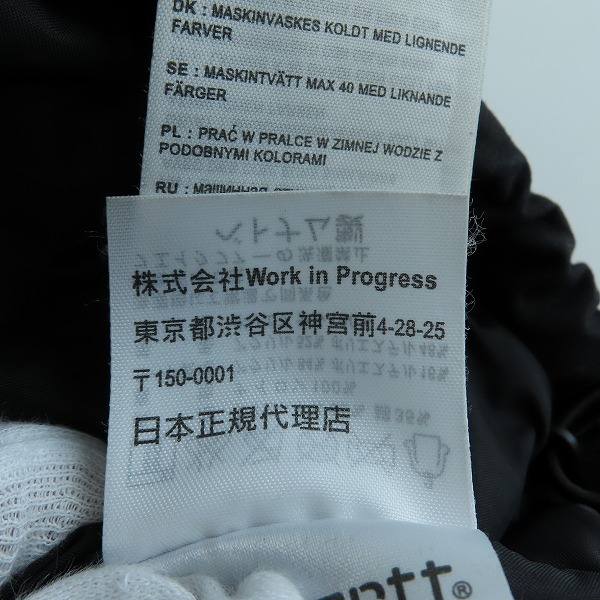 DK : MASKINVASKES KOLDT MED LIGNENDE
FARVER
SE : MASKINTVÄTT MAX 40 MED LIKNANDE
FÄRGER
PL : PRAĆ W PRALCE W ZIMNEJ WODZIE Z
PODOBNYMI KOLORAMI
RU :
株式会社Work in Progress
東京都渋谷区神宮前4-28-25
〒150-0001
日本正規代理店